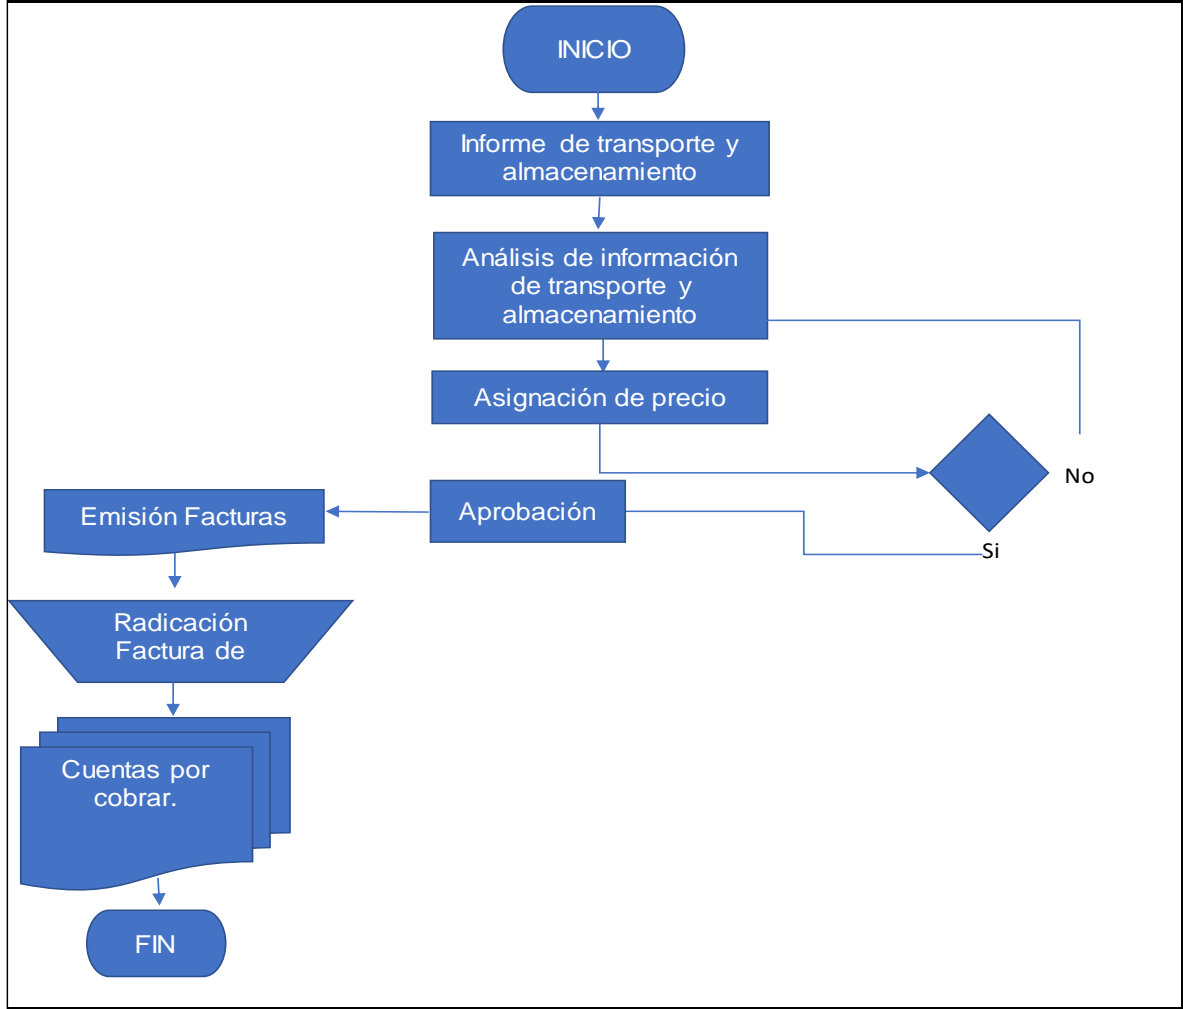 INICIO
Informe de transporte y
almacenamiento
Análisis de información
de transporte y
almacenamiento
Asignación de precio
No
Si
Aprobación
Emisión Facturas
Radicación
Factura de
Cuentas por
cobrar.
FIN